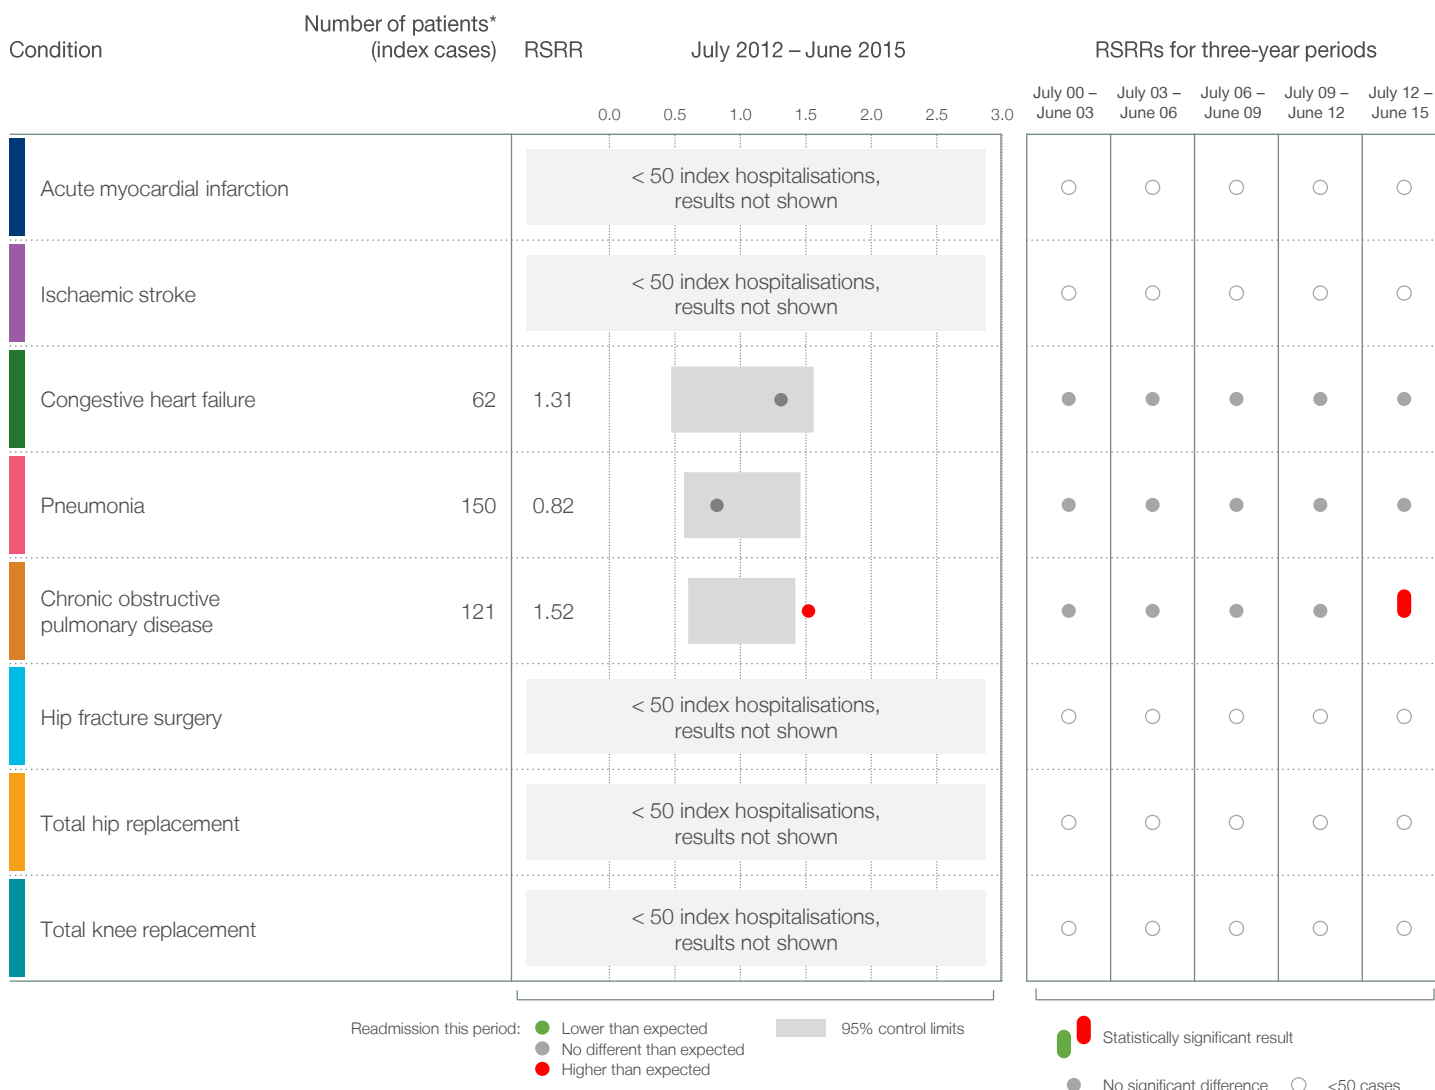 Condition
Number of patients*
(index cases)
RSRR
July 2012 – June 2015
RSRRs for three-year periods
July 00 –
June 03
July 03 –
June 06
July 06 –
June 09
July 09 –
June 12
July 12 –
June 15
0.0 0.5 1.0 1.5 2.0 2.5 3.0
Acute myocardial infarction
< 50 index hospitalisations,
results not shown
Ischaemic stroke
< 50 index hospitalisations,
results not shown
Congestive heart failure 62 1.31
Pneumonia 150 0.82
Chronic obstructive
pulmonary disease
121 1.52
Hip fracture surgery
< 50 index hospitalisations,
results not shown
Total hip replacement
< 50 index hospitalisations,
results not shown
Total knee replacement
< 50 index hospitalisations,
results not shown
Readmission this period: Lower than expected
No different than expected
Higher than expected
95% control limits
Statistically significant result
No significant difference <50 cases